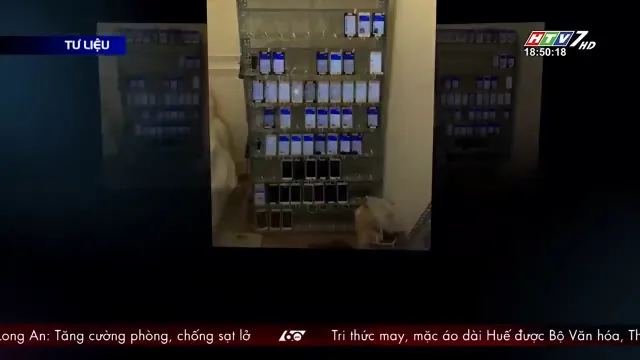 TƯ LIỆU
HTV7 HD
18:50:18
Long An: Tăng cường phòng, chống sạt lở
60
Tri thức may, mặc áo dài Huế được Bộ Văn hóa, Th